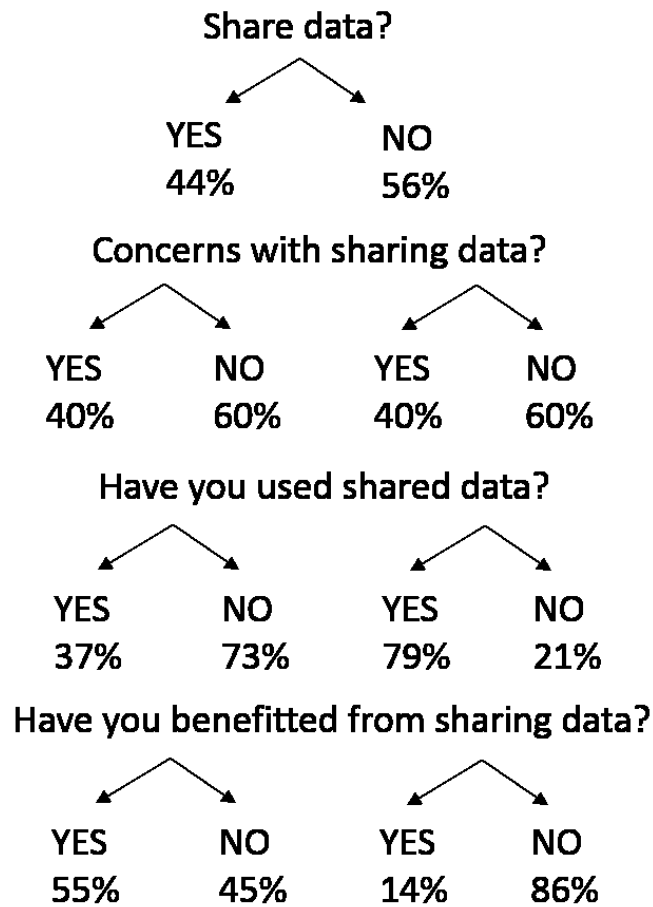 Share data?
YES NO
44% 56%
Concerns with sharing data?
YES NO YES NO
40% 60% 40% 60%
Have you used shared data?
YES NO YES NO
37% 73% 79% 21%
Have you benefitted from sharing data?
YES NO YES NO
55% 45% 14% 86%